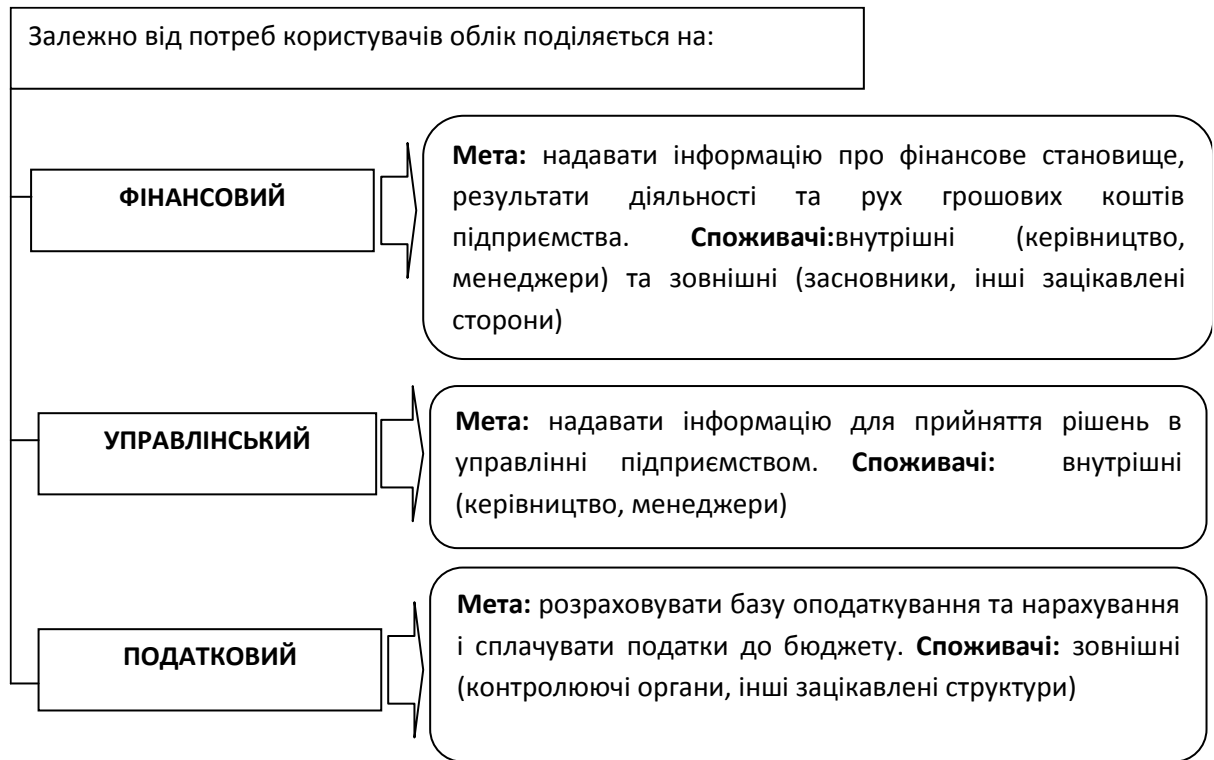 Залежно від потреб користувачів облік поділяється на:
ФІНАНСОВИЙ
Мета: надавати інформацію про фінансове становище,
результати діяльності та рух грошових коштів
підприємства. Споживачі:внутрішні (керівництво,
менеджери) та зовнішні (засновники, інші зацікавлені
сторони)
УПРАВЛІНСЬКИЙ
Мета: надавати інформацію для прийняття рішень в
управлінні підприємством. Споживачі: внутрішні
(керівництво, менеджери)
ПОДАТКОВИЙ
Мета: розраховувати базу оподаткування та нарахування
і сплачувати податки до бюджету. Споживачі: зовнішні
(контролюючі органи, інші зацікавлені структури)